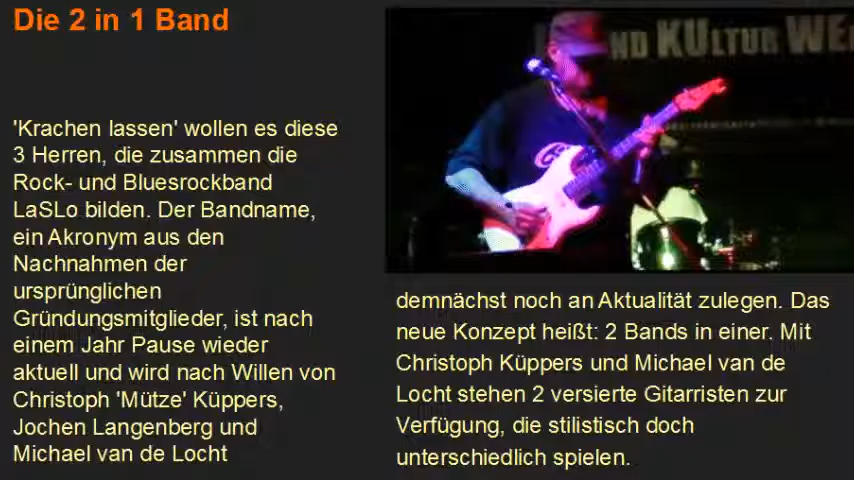 Die 2 in 1 Band
'Krachen lassen' wollen es diese
3 Herren, die zusammen die
Rock- und Bluesrockband
LaSLo bilden. Der Bandname,
ein Akronym aus den
Nachnahmen der
ursprünglichen
Gründungsmitglieder, ist nach
einem Jahr Pause wieder
aktuell und wird nach Willen von
Christoph 'Mütze' Küppers,
Jochen Langenberg und
Michael van de Locht
ND KULTUR WE
demnächst noch an Aktualität zulegen. Das
neue Konzept heißt: 2 Bands in einer. Mit
Christoph Küppers und Michael van de
Locht stehen 2 versierte Gitarristen zur
Verfügung, die stilistisch doch
unterschiedlich spielen.